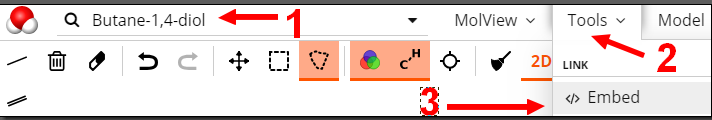 Butane-1,4-diol 1 MolView Tools Model
C H 2D 2
LINK
3 </> Embed